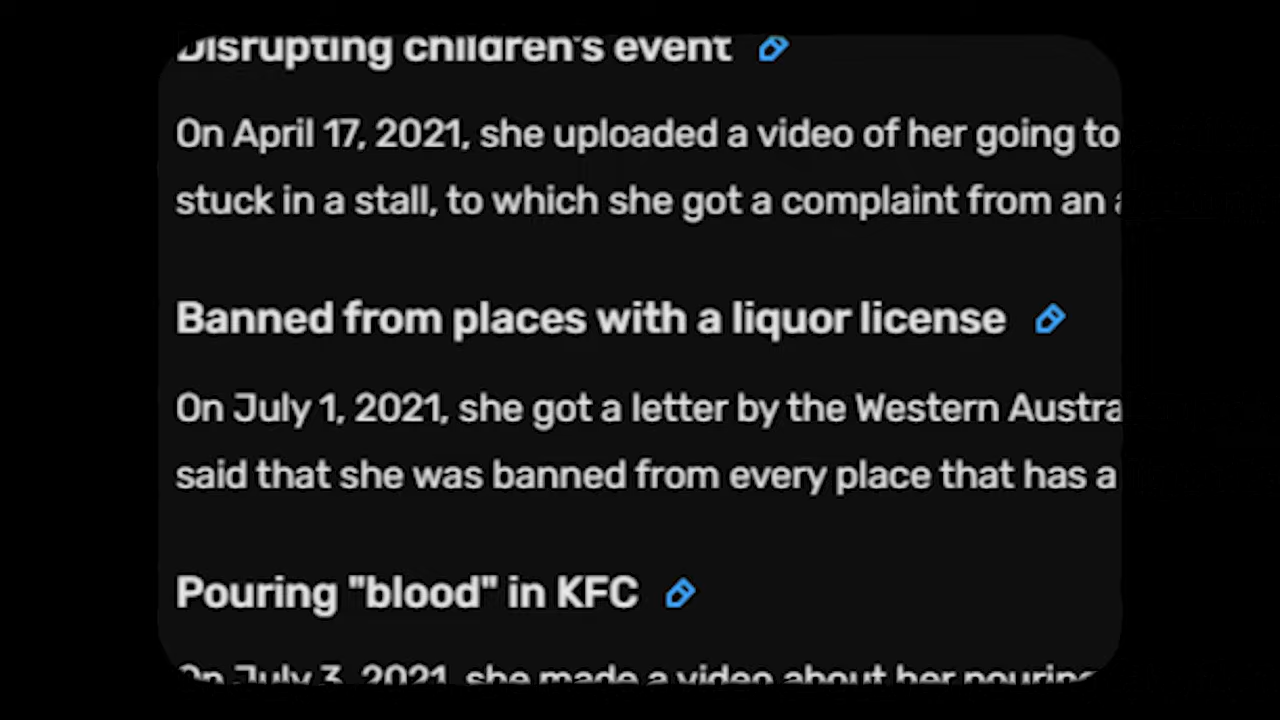 Disrupting children's event
On April 17, 2021, she uploaded a video of her going to
stuck in a stall, to which she got a complaint from an
Banned from places with a liquor license
On July 1, 2021, she got a letter by the Western Austra
said that she was banned from every place that has a
Pouring "blood" in KFC
On July 3, 2021, she made a video about her pouring